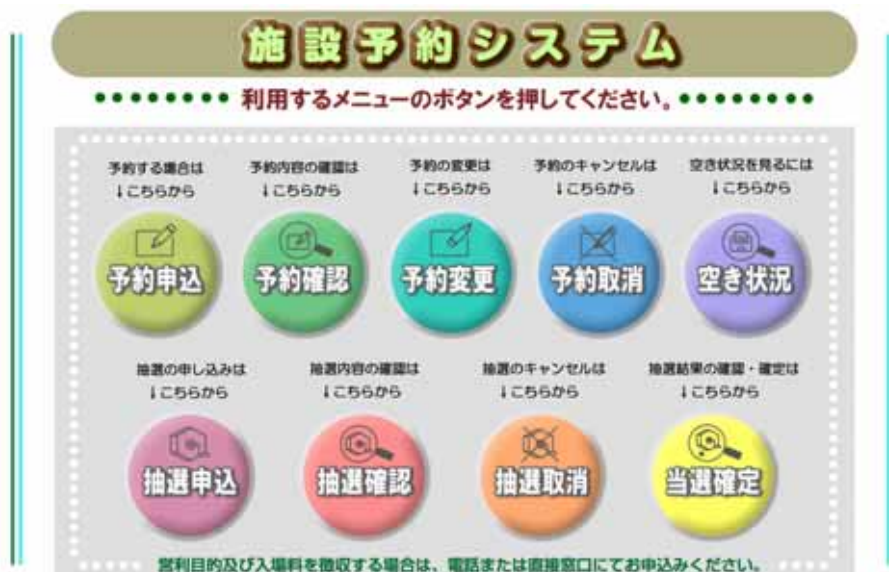 施設予約システム
利用するメニューのボタンを押してください。
予約する場合は
↓こちらから
予約内容の確認は
↓こちらから
予約の変更は
↓こちらから
予約のキャンセルは
↓こちらから
空き状況を見るには
↓こちらから
予約申込
予約確認
予約変更
予約取消
空き状況
抽選の申し込みは
↓こちらから
抽選内容の確認は
↓こちらから
抽選のキャンセルは
↓こちらから
抽選結果の確認・確定は
↓こちらから
抽選申込
抽選確認
抽選取消
当選確定
営利目的及び入場料を徴収する場合は、電話または直接窓口にてお申込みください。